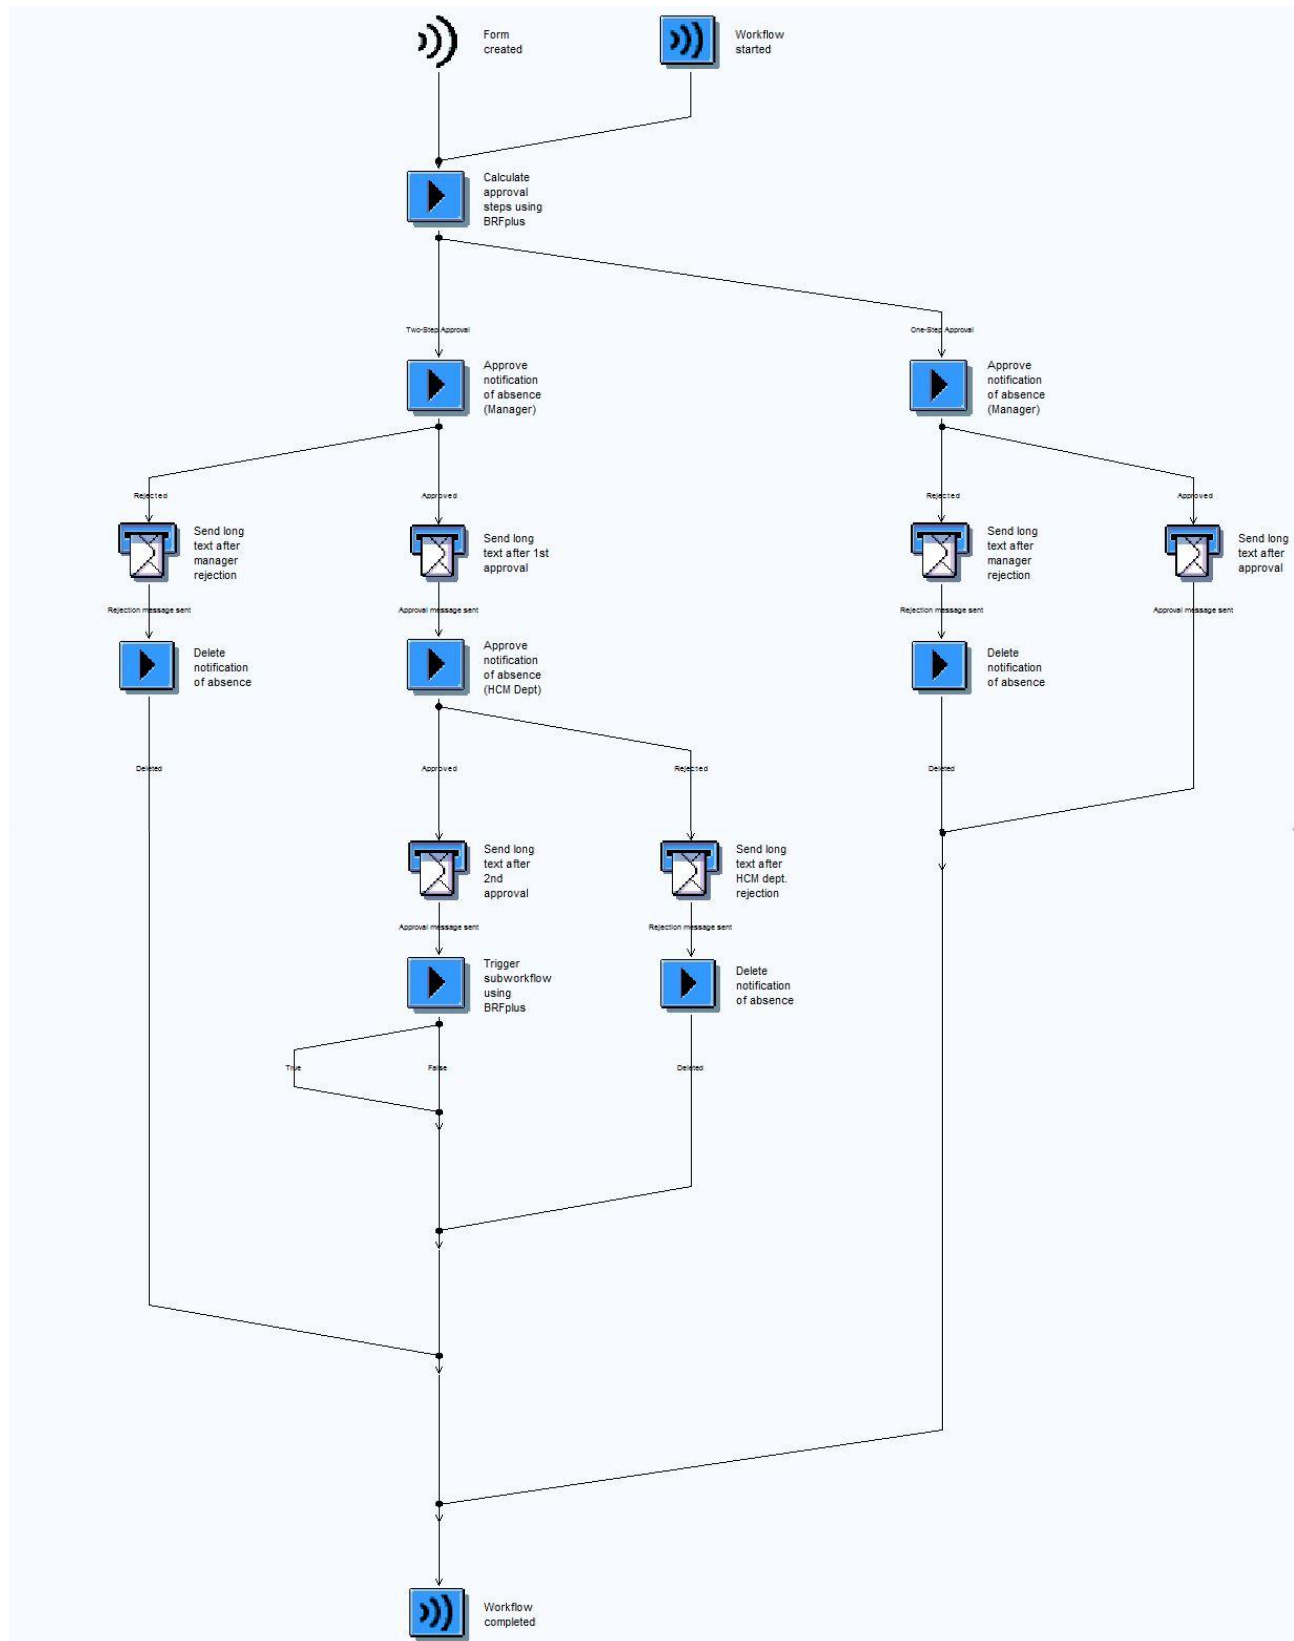 Form
created
Workflow
started
Calculate
approval
steps using
BRFplus
Two-Step Approval
One-Step Approval
Approve
notification
of absence
(Manager)
Approve
notification
of absence
(Manager)
Rejected
Approved
Rejected
Approved
Send long
text after
manager
rejection
Send long
text after 1st
approval
Send long
text after
manager
rejection
Send long
text after
approval
Rejection message sent
Approval message sent
Rejection message sent
Approval message sent
Delete
notification
of absence
Approve
notification
of absence
(HCM Dept)
Delete
notification
of absence
Deleted
Approved
Rejected
Deleted
Send long
text after
2nd
approval
Send long
text after
HCM dept.
rejection
Approval message sent
Rejection message sent
Trigger
subworkflow
using
BRFplus
Delete
notification
of absence
True
False
Deleted
Workflow
completed